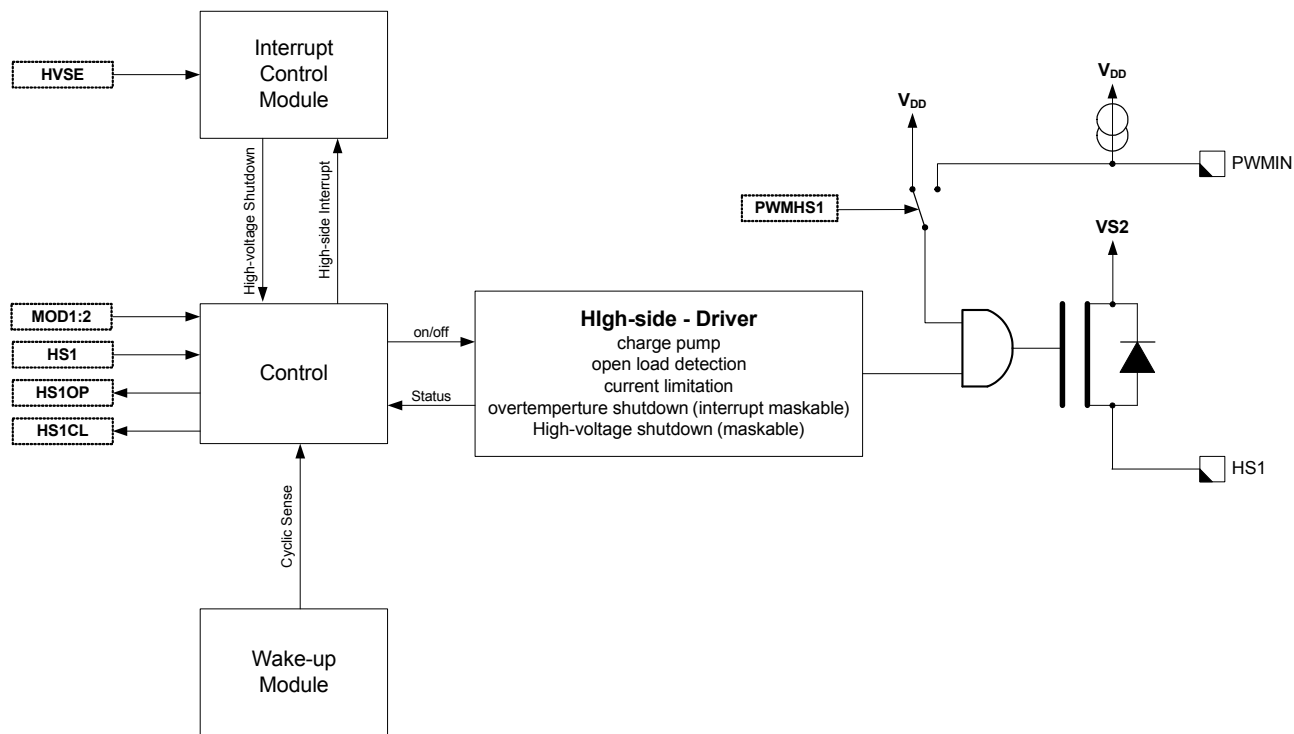 Interrupt
Control
Module
HVSE
High-voltage Shutdown
High-side Interrupt
VDD
VDD
PWMIN
PWMHS1
VS2
MOD1:2
HS1
HS1OP
HS1CL
Control
on/off
Status
HIgh-side - Driver
charge pump
open load detection
current limitation
overtemperture shutdown (interrupt maskable)
High-voltage shutdown (maskable)
HS1
Cyclic Sense
Wake-up
Module